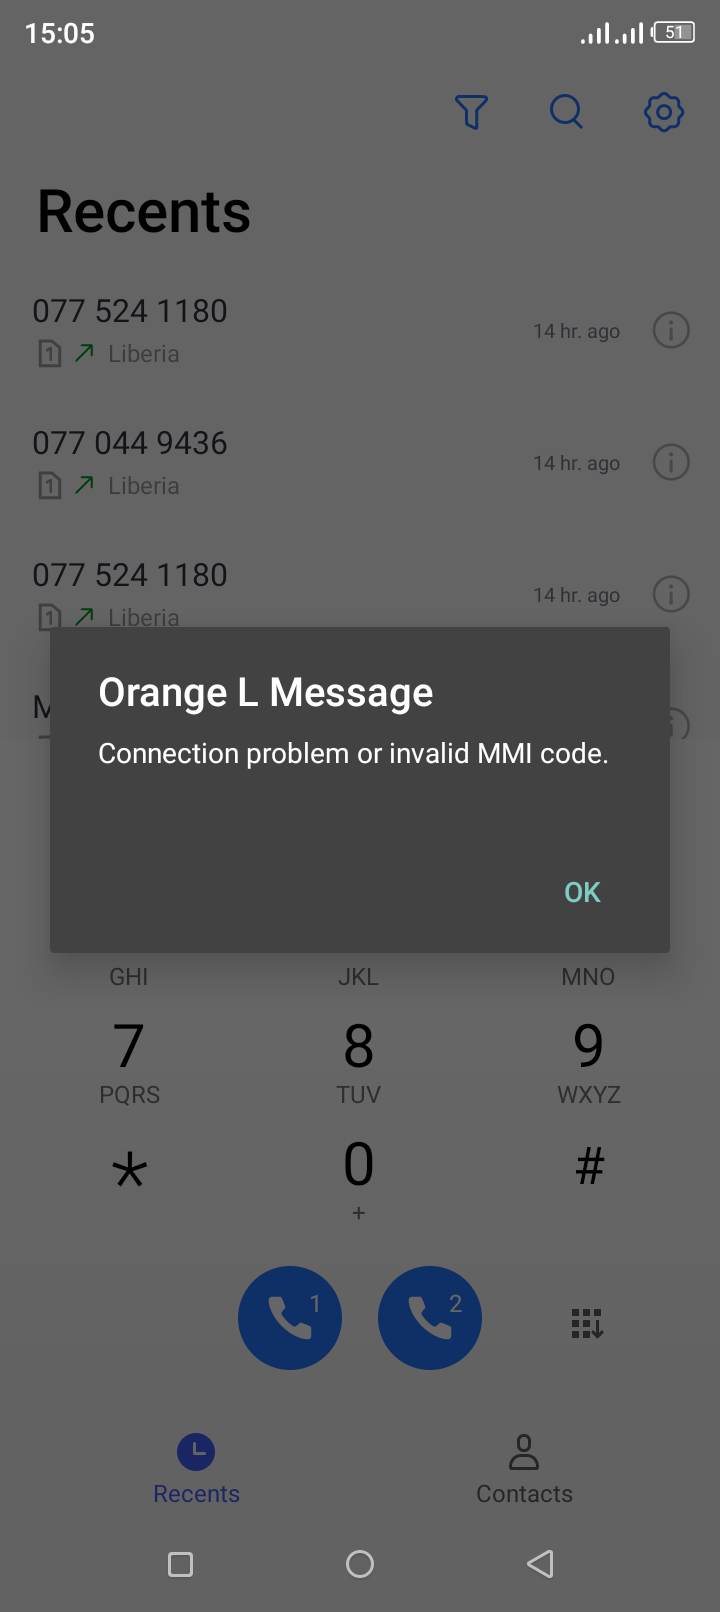 15:05
51
Recents
077 524 1180
14 hr. ago
1 Liberia
077 044 9436
14 hr. ago
1 Liberia
077 524 1180
14 hr. ago
1 Liberia
Orange L Message
Connection problem or invalid MMI code.
OK
GHI JKL MNO
7 8 9
PQRS TUV WXYZ
* 0 #
+
1 2
Recents Contacts